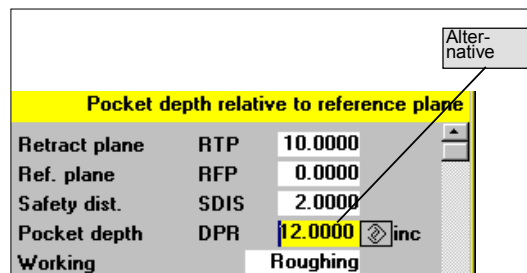 Alter-
native
Pocket depth relative to reference plane
Retract plane RTP 10.0000
Ref. plane RFP 0.0000
Safety dist. SDIS 2.0000
Pocket depth DPR 12.0000 inc
Working Roughing